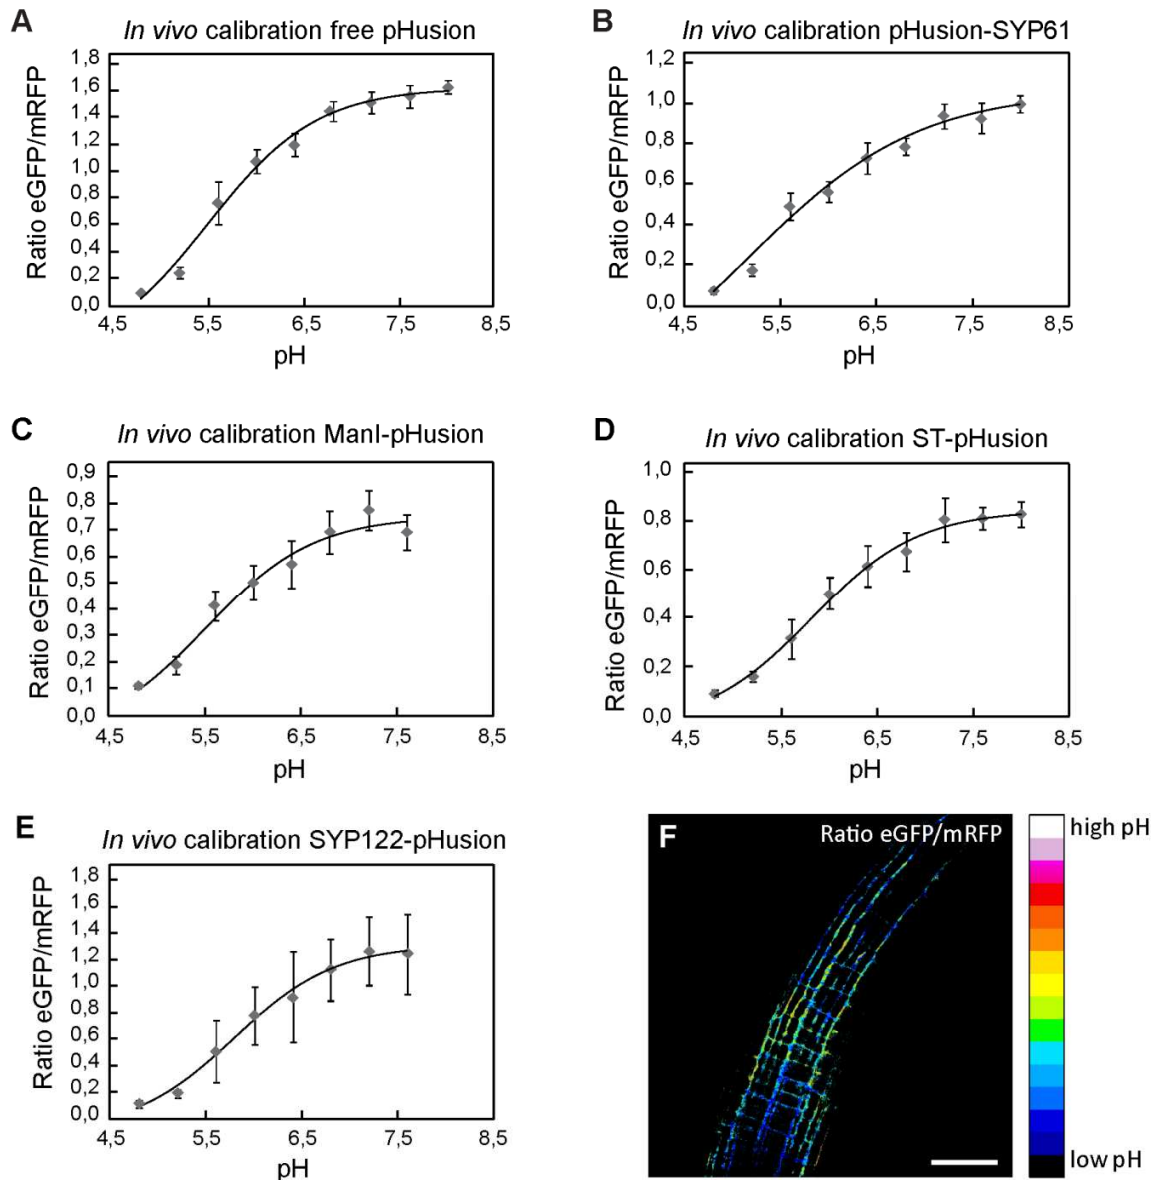 A
In vivo calibration free pHusion
Ratio eGFP/mRFP
1,8
1,6
1,4
1,2
1,0
0,8
0,6
0,4
0,2
0,0
4,5 5,5 6,5 7,5 8,5
pH
B
In vivo calibration pHusion-SYP61
Ratio eGFP/mRFP
1,2
1,0
0,8
0,6
0,4
0,2
0,0
4,5 5,5 6,5 7,5 8,5
pH
C
In vivo calibration ManI-pHusion
Ratio eGFP/mRFP
0,9
0,8
0,7
0,6
0,5
0,4
0,3
0,2
0,1
0,0
4,5 5,5 6,5 7,5 8,5
pH
D
In vivo calibration ST-pHusion
Ratio eGFP/mRFP
1,0
0,8
0,6
0,4
0,2
0,0
4,5 5,5 6,5 7,5 8,5
pH
E
In vivo calibration SYP122-pHusion
Ratio eGFP/mRFP
1,8
1,6
1,4
1,2
1,0
0,8
0,6
0,4
0,2
0,0
4,5 5,5 6,5 7,5 8,5
pH
F
Ratio eGFP/mRFP
high pH
low pH